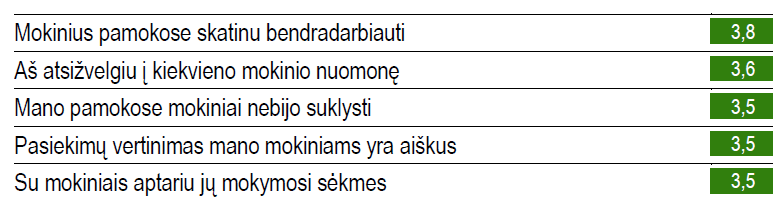 Mokinius pamokose skatinu bendradarbiauti 3,8
Aš atsižvelgiu į kiekvieno mokinio nuomonę 3,6
Mano pamokose mokiniai nebijo suklysti 3,5
Pasiekimų vertinimas mano mokiniams yra aiškus 3,5
Su mokiniais aptariu jų mokymosi sėkmes 3,5